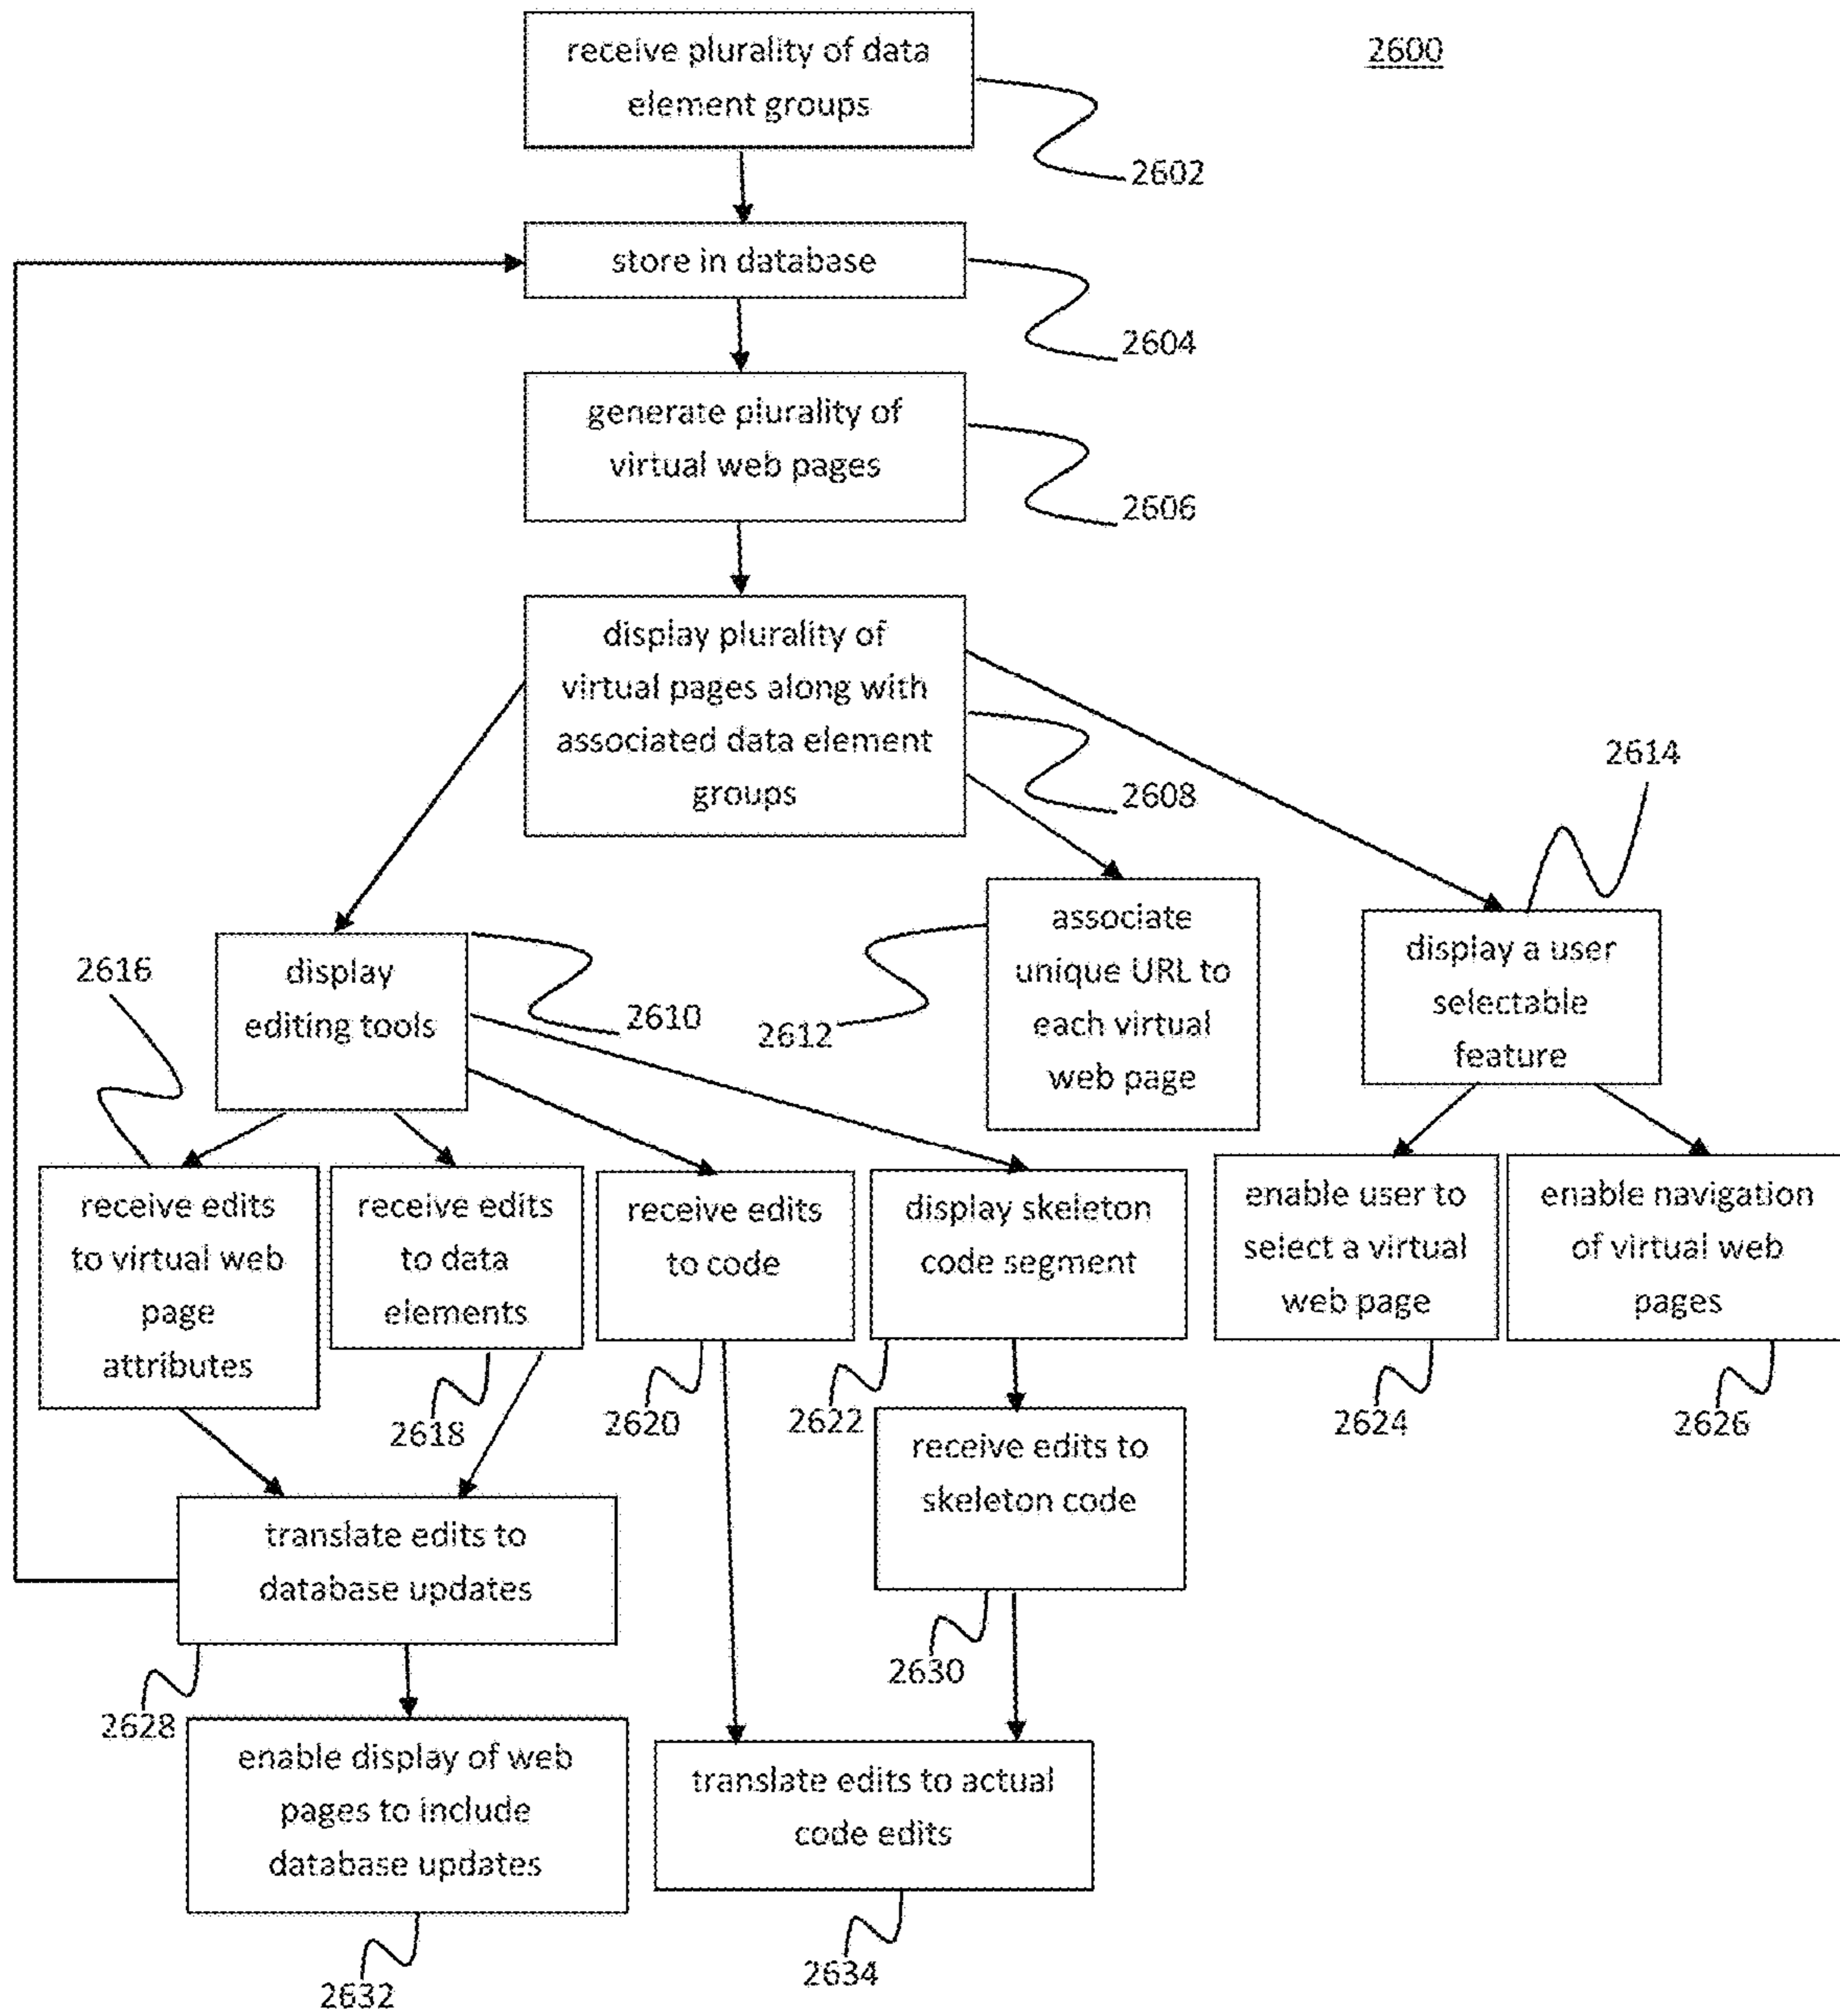 receive plurality of data
element groups
2600
2602
store in database
2604
generate plurality of
virtual web pages
2606
display plurality of
virtual pages along with
associated data element
groups
2608
2614
associate
unique URL to
each virtual
web page
2612
display a user
selectable
feature
2616
display
editing tools
2610
receive edits
to virtual web
page
attributes
receive edits
to data
elements
receive edits
to code
display skeleton
code segment
enable user to
select a virtual
web page
enable navigation
of virtual web
pages
2618
2620
2622
2624
2626
receive edits to
skeleton code
translate edits to
database updates
2630
2628
enable display of web
pages to include
database updates
translate edits to actual
code edits
2632
2634